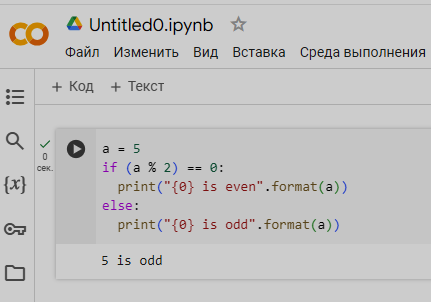 Untitled0.ipynb
Файл Изменить Вид Вставка Среда выполнения
+ Код + Текст
{x}
0
сек.
a = 5
if (a % 2) == 0:
  print("{0} is even".format(a))
else:
  print("{0} is odd".format(a))
5 is odd